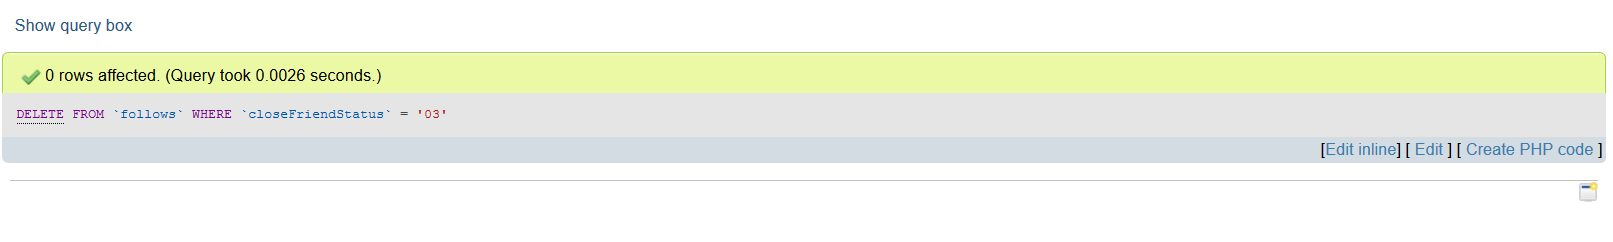 Show query box
0 rows affected. (Query took 0.0026 seconds.)
DELETE FROM `follows` WHERE `closeFriendStatus` = '03'
[Edit inline] [ Edit ] [ Create PHP code ]